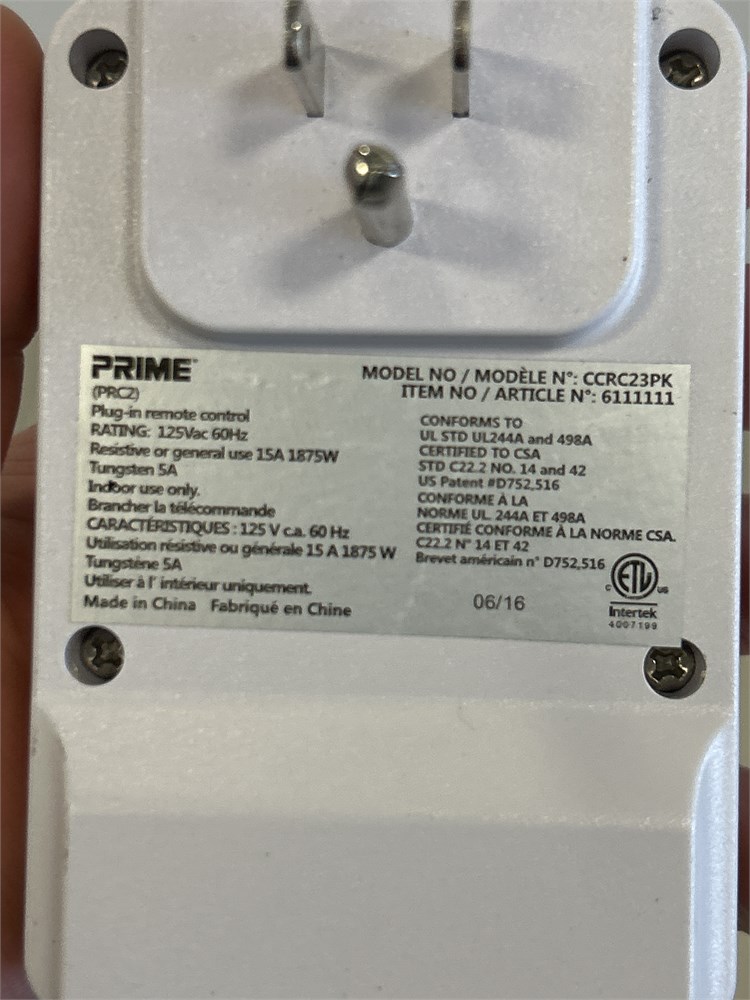 PRIME
(PRC2)
Plug-in remote control
RATING: 125Vac 60Hz
Resistive or general use 15A 1875W
Tungsten 5A
Indoor use only.
Brancher la télécommande
CARACTÉRISTIQUES : 125 V c.a. 60 Hz
Utilisation résistive ou générale 15 A 1875 W
Tungstène 5A
Utiliser à l' intérieur uniquement.
Made in China Fabriqué en Chine
MODEL NO / MODÈLE N°: CCRC23PK
ITEM NO / ARTICLE N°: 6111111
CONFORMS TO
UL STD UL244A and 498A
CERTIFIED TO CSA
STD C22.2 NO. 14 and 42
US Patent #D752,516
CONFORME À LA
NORME UL. 244A ET 498A
CERTIFIÉ CONFORME À LA NORME CSA.
C22.2 N° 14 ET 42
Brevet américain n° D752,516
06/16
C ETL US
Intertek
4007199